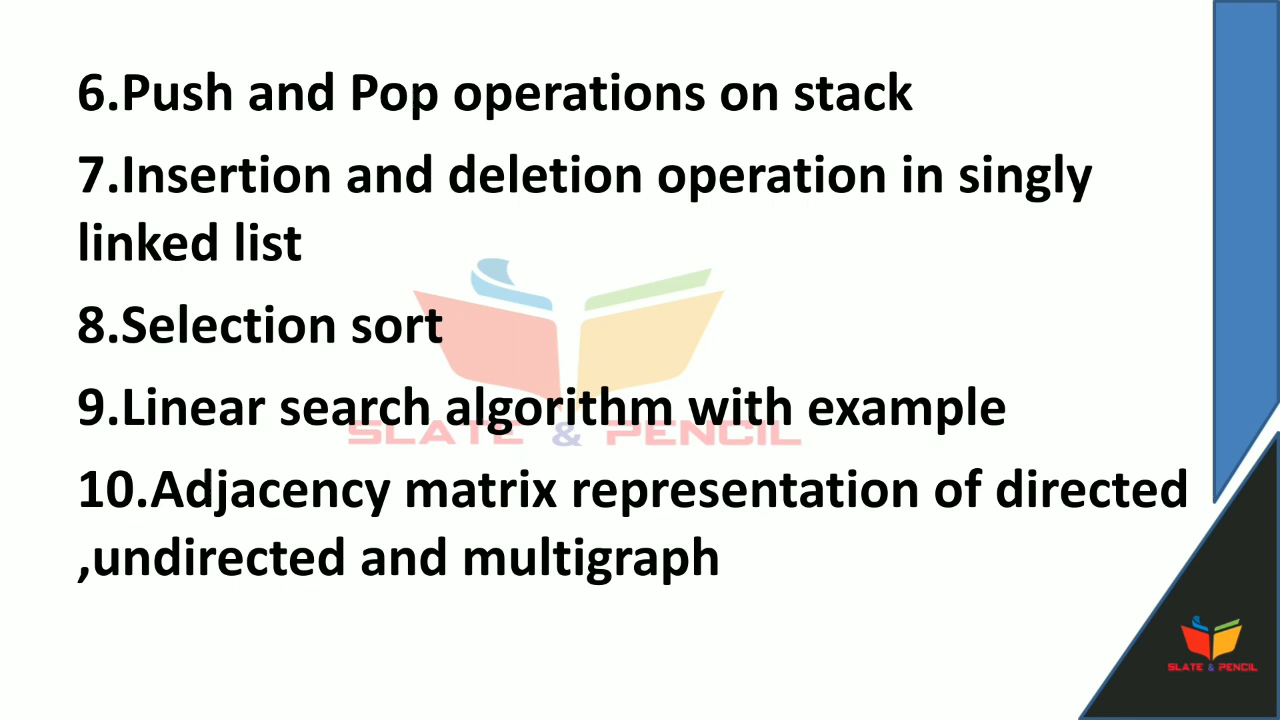 6.Push and Pop operations on stack
7.Insertion and deletion operation in singly
linked list
8.Selection sort
9.Linear search algorithm with example
SLATE & PENCIL
10.Adjacency matrix representation of directed
,undirected and multigraph
SLATE & PENCIL